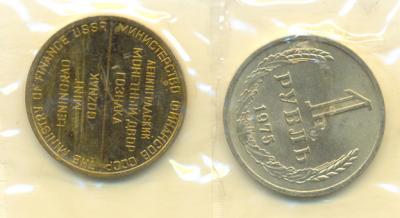 МИНИСТЕРСТВО ФИНАНСОВ СССР
THE MINISTRY OF FINANCE USSR
ЛЕНИНГРАДСКИЙ
МОНЕТНЫЙ ДВОР
ГОЗНАКА
GOZNAK
MINT
LENINGRAD
1
РУБЛЬ
1975